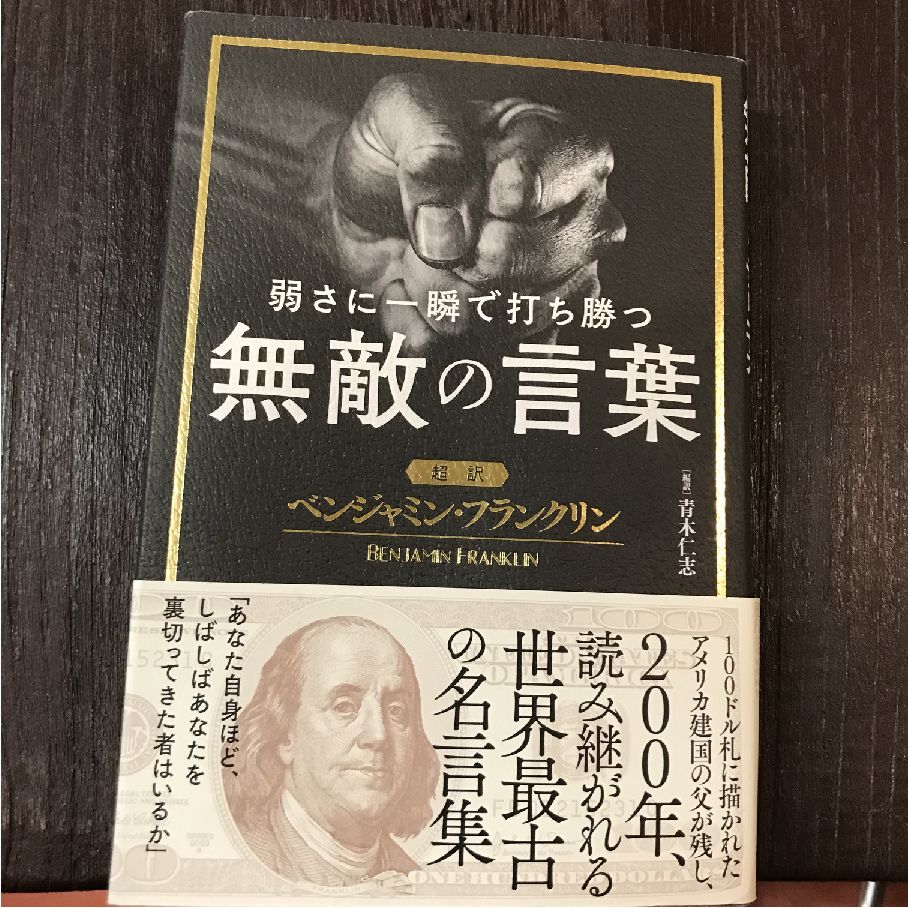 弱さに一瞬で打ち勝つ
無敵の言葉
超訳
ベンジャミン・フランクリン
BENJAMIN FRANKLIN
［編訳］青木仁志
100ドル札に描かれた
アメリカ建国の父が残し、
200年、
読み継がれる
世界最古
の名言集
「あなた自身ほど、
しばしばあなたを
裏切ってきた者はいるか」
100
FRANKLIN
ONE HUNDRED DOLLARS